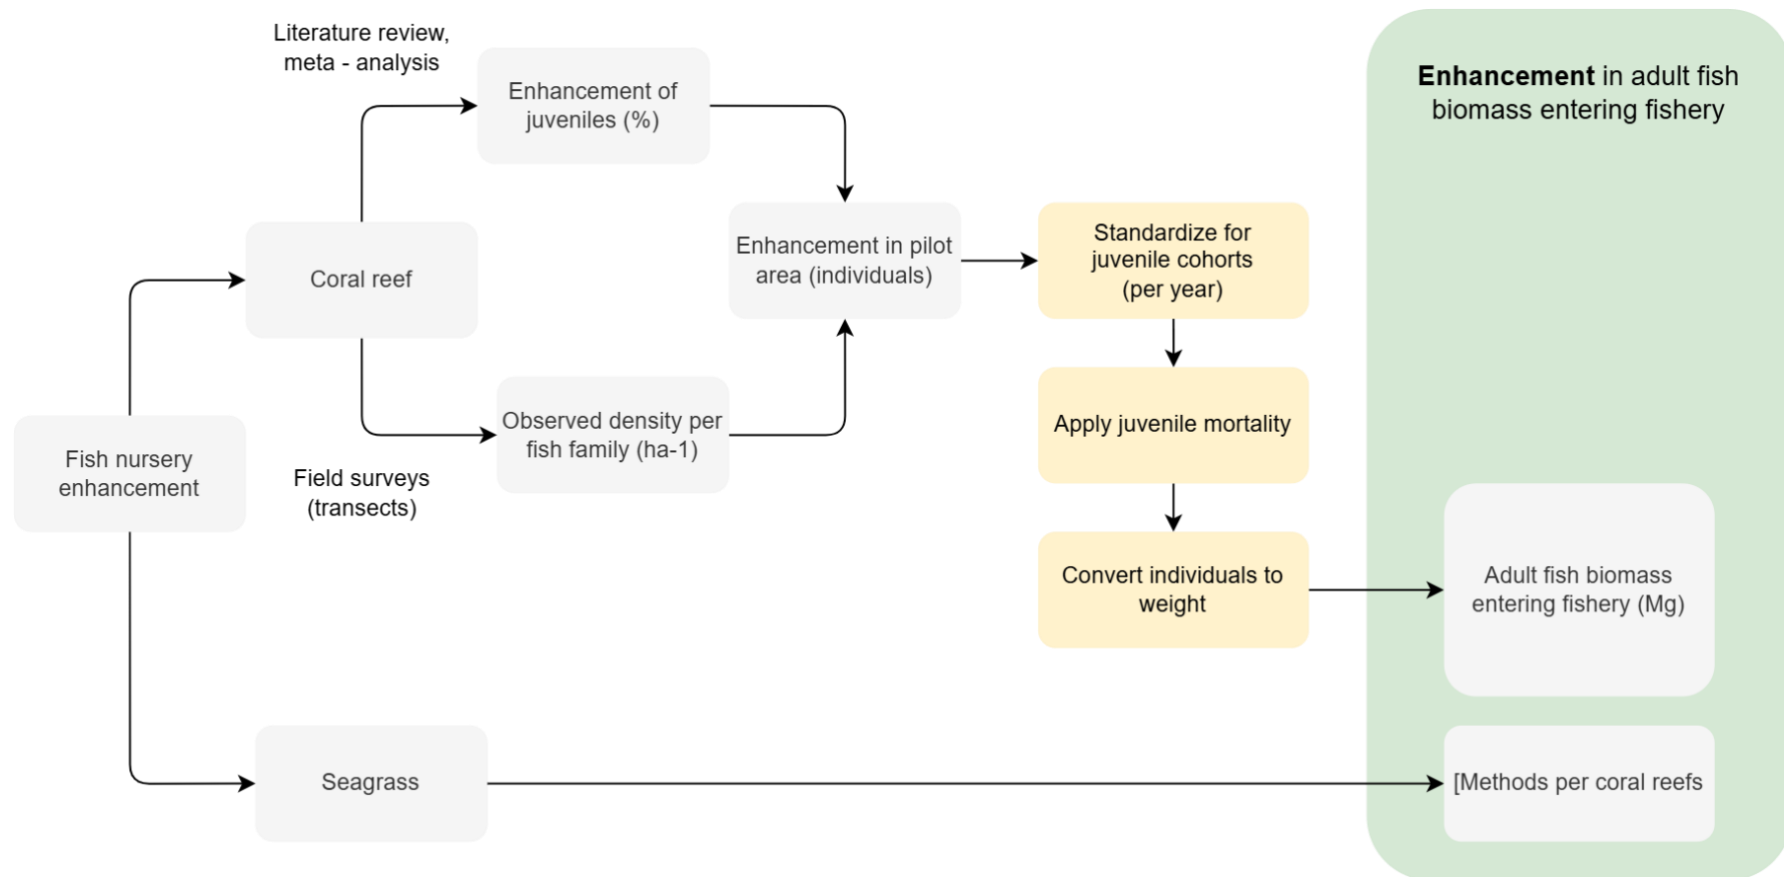 Literature review,
meta - analysis
Enhancement of
juveniles (%)
Enhancement in adult fish
biomass entering fishery
Coral reef
Enhancement in pilot
area (individuals)
Standardize for
juvenile cohorts
(per year)
Observed density per
fish family (ha-1)
Apply juvenile mortality
Fish nursery
enhancement
Field surveys
(transects)
Convert individuals to
weight
Adult fish biomass
entering fishery (Mg)
Seagrass
[Methods per coral reefs